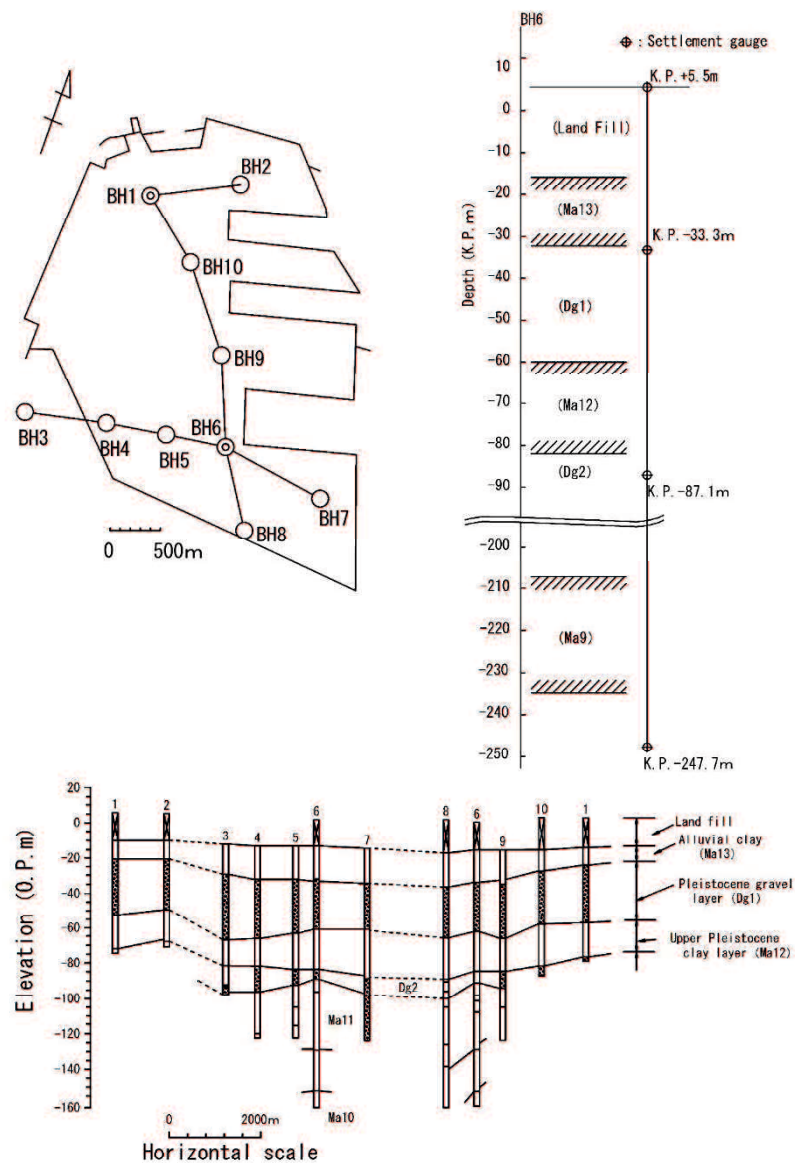 BH2
BH1
BH10
BH9
BH6
BH3
BH4
BH5
BH7
BH8
0 500m
BH6
⌖ : Settlement gauge
Depth (K.P.m)
10
0
-10
-20
-30
-40
-50
-60
-70
-80
-90
-200
-210
-220
-230
-240
-250
K.P.+5.5m
(Land Fill)
(Ma13)
K.P.-33.3m
(Dg1)
(Ma12)
(Dg2)
K.P.-87.1m
(Ma9)
K.P.-247.7m
Elevation (O.P.m)
20
0
-20
-40
-60
-80
-100
-120
-140
-160
1 2 3 4 5 6 7 8 6 9 10 1
Land fill
Alluvial clay
(Ma13)
Pleistocene gravel
layer (Dg1)
Upper Pleistocene
clay layer (Ma12)
Dg2
Ma11
Ma10
0 2000m
Horizontal scale